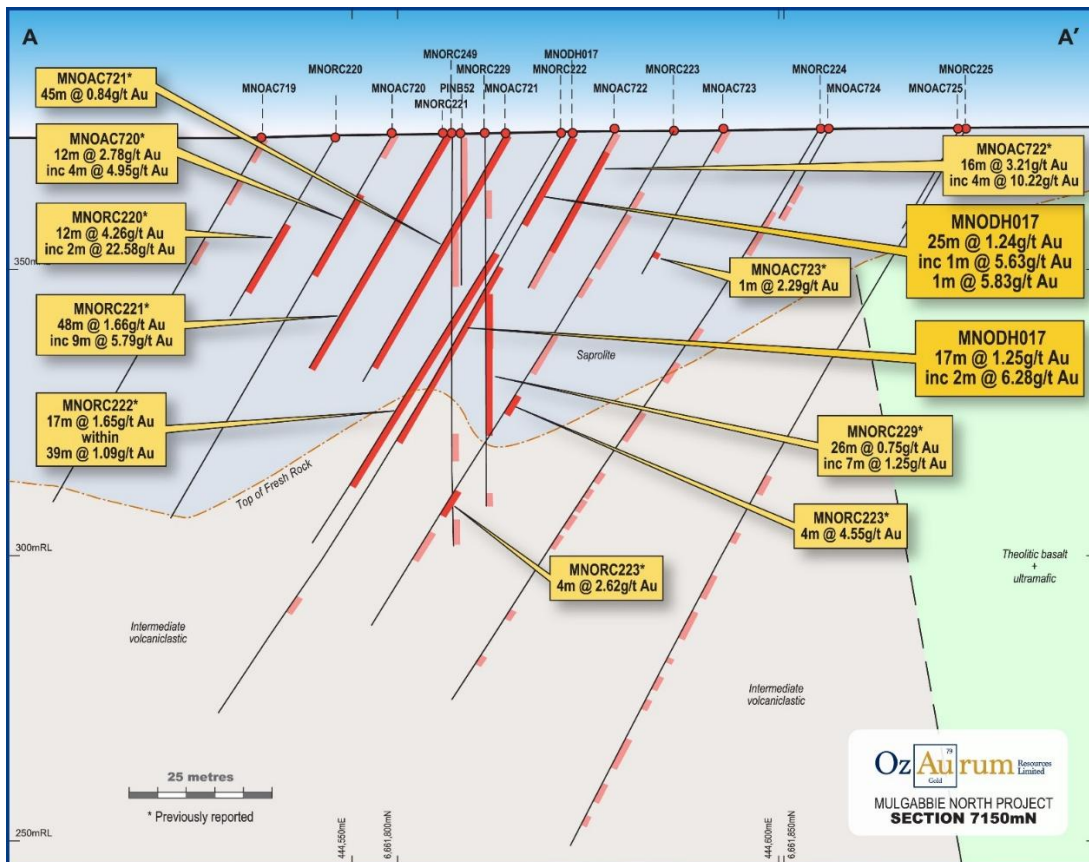 A
A'
MNORC249
MNODH017
MNORC220
MNORC229
MNORC222
MNORC223
MNORC224
MNORC225
MNOAC719
MNOAC720
PINB52
MNOAC721
MNOAC722
MNOAC723
MNOAC724
MNOAC725
MNORC221
MNOAC721*
45m @ 0.84g/t Au
MNOAC720*
12m @ 2.78g/t Au
inc 4m @ 4.95g/t Au
MNORC220*
12m @ 4.26g/t Au
inc 2m @ 22.58g/t Au
MNORC221*
48m @ 1.66g/t Au
inc 9m @ 5.79g/t Au
MNORC222*
17m @ 1.65g/t Au
within
39m @ 1.09g/t Au
MNOAC722*
16m @ 3.21g/t Au
inc 4m @ 10.22g/t Au
MNODH017
25m @ 1.24g/t Au
inc 1m @ 5.63g/t Au
1m @ 5.83g/t Au
MNOAC723*
1m @ 2.29g/t Au
MNODH017
17m @ 1.25g/t Au
inc 2m @ 6.28g/t Au
MNORC229*
26m @ 0.75g/t Au
inc 7m @ 1.25g/t Au
MNORC223*
4m @ 4.55g/t Au
MNORC223*
4m @ 2.62g/t Au
350mRL
300mRL
250mRL
Saprolite
Top of Fresh Rock
Intermediate
volcaniclastic
Intermediate
volcaniclastic
Theolitic basalt
+
ultramafic
25 metres
* Previously reported
444,550mE
6,661,800mN
444,600mE
6,661,850mN
79
Oz Au rum Resources
Limited
Gold
MULGABBIE NORTH PROJECT
SECTION 7150mN